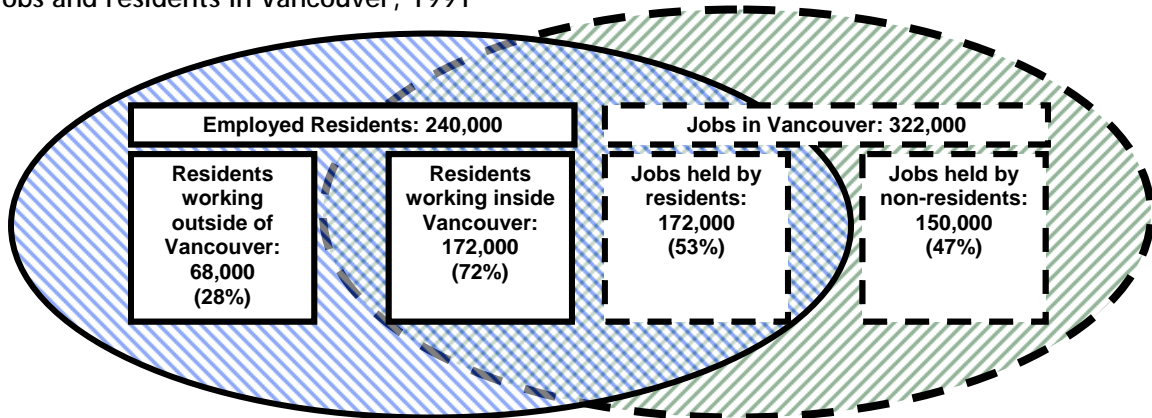 obs and residents in Vancouver, 1991
Employed Residents: 240,000
Jobs in Vancouver: 322,000
Residents
working
outside of
Vancouver:
68,000
(28%)
Residents
working inside
Vancouver:
172,000
(72%)
Jobs held by
residents:
172,000
(53%)
Jobs held by
non-residents:
150,000
(47%)